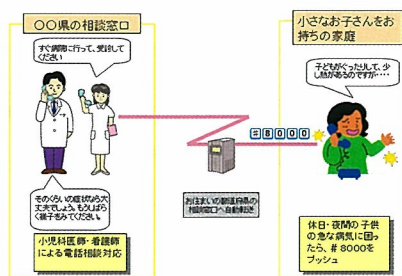 〇〇県の相談窓口
すぐ病院に行って、受診して
ください
そのくらいの症状なら大
丈夫でしょう。もうしばらく
様子をみてください。
小児科医師・看護師
による電話相談対応
#8000
お住まいの都道府県の
相談窓口へ自動転送
小さなお子さんをお
持ちの家庭
子どもがぐったりして、少
し熱があるのですが・・・・
休日・夜間の子供
の急な病気に困っ
たら、#8000を
プッシュ